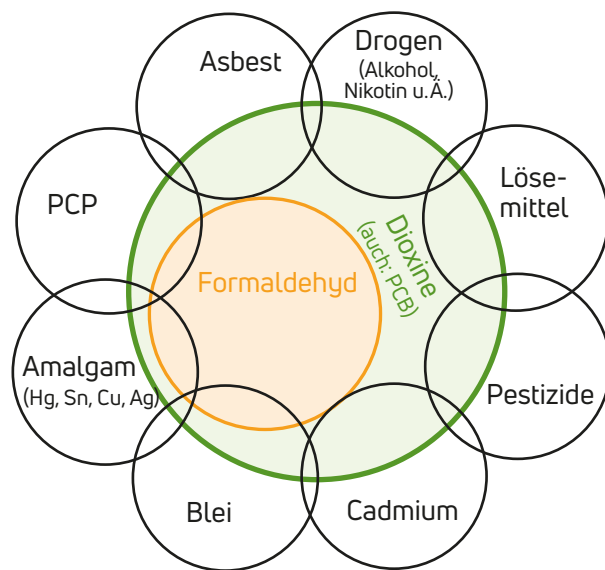 Asbest
Drogen
(Alkohol,
Nikotin u.Ä.)
PCP
Löse-
mittel
Dioxine
(auch: PCB)
Formaldehyd
Amalgam
(Hg, Sn, Cu, Ag)
Pestizide
Blei
Cadmium